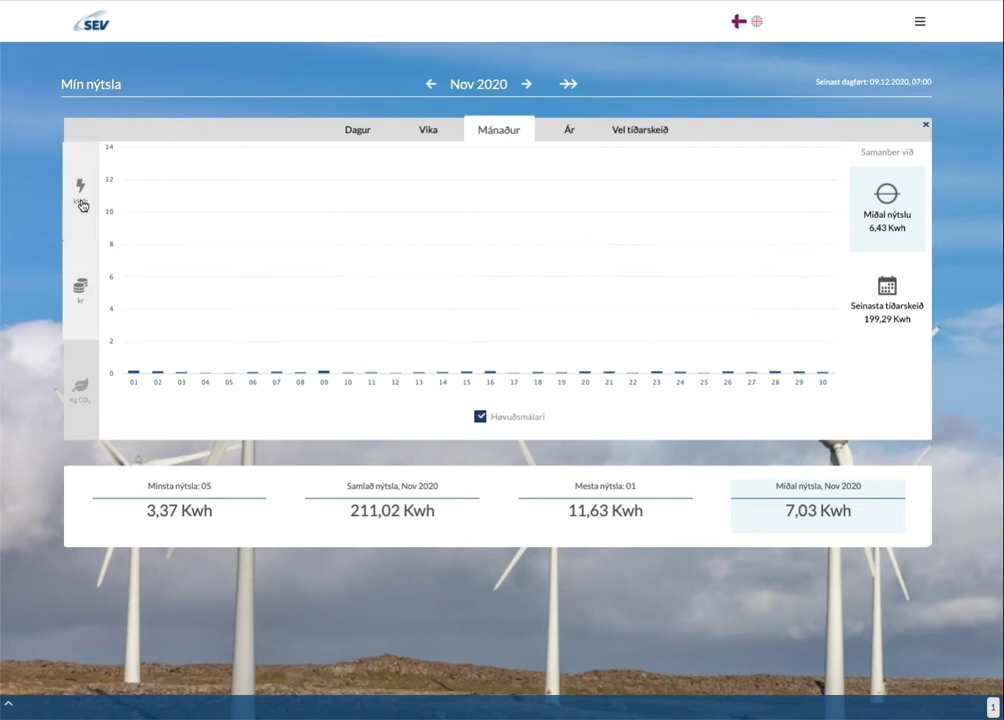 SEV
Mín nýtsla
Nov 2020
Seinast dagført: 09.12.2020, 07:00
Dagur
Vika
Mánaður
Ár
Vel tíðarskeið
Samanber við
Miðal nýtslu
6,43 Kwh
Seinasta tíðarskeið
199,29 Kwh
kr
Kg CO₂
14
12
10
8
6
4
2
0
01 02 03 04 05 06 07 08 09 10 11 12 13 14 15 16 17 18 19 20 21 22 23 24 25 26 27 28 29 30
Høvuðsmálari
Minsta nýtsla: 05
3,37 Kwh
Samlað nýtsla, Nov 2020
211,02 Kwh
Mesta nýtsla: 01
11,63 Kwh
Miðal nýtsla, Nov 2020
7,03 Kwh
1